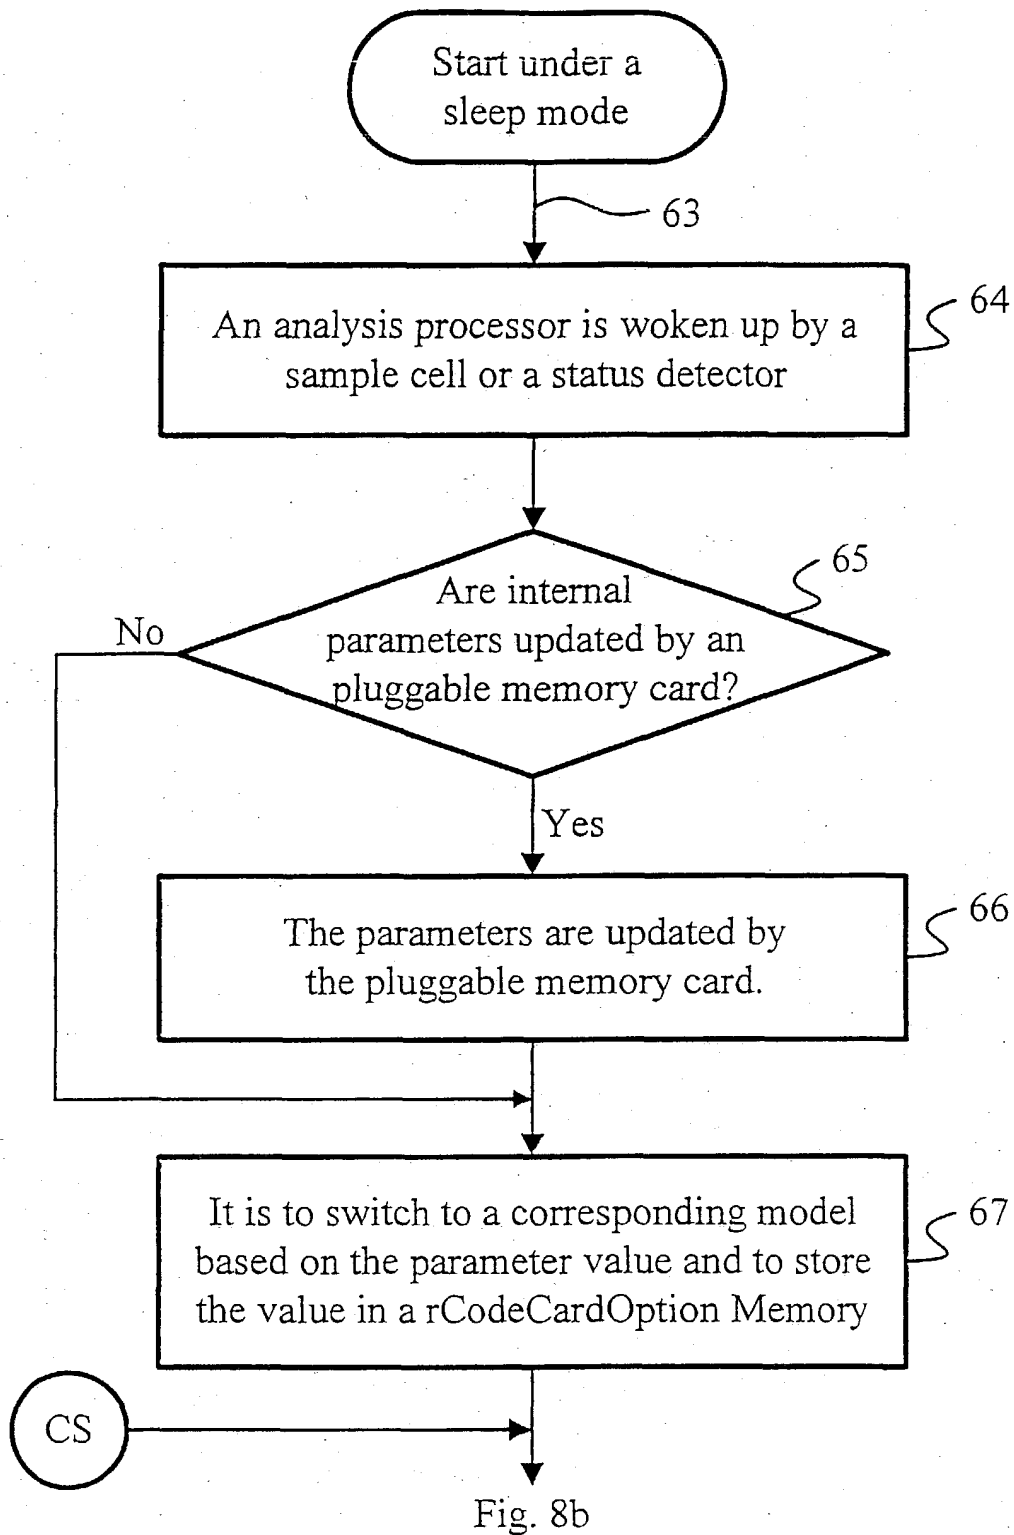 Start under a
sleep mode
63
An analysis processor is woken up by a
sample cell or a status detector
64
65
Are internal
parameters updated by an
pluggable memory card?
No
Yes
The parameters are updated by
the pluggable memory card.
66
It is to switch to a corresponding model
based on the parameter value and to store
the value in a rCodeCardOption Memory
67
CS
Fig. 8b